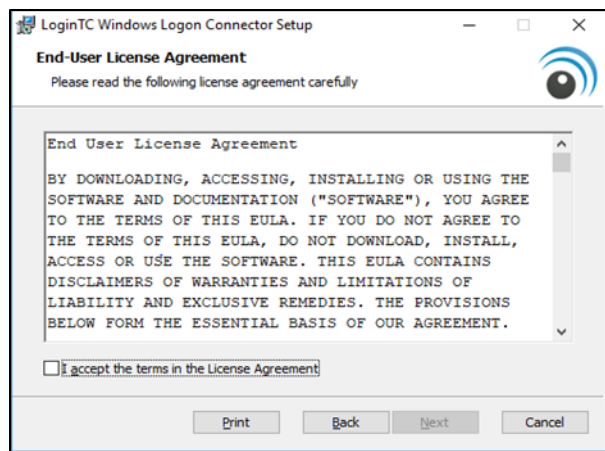 LoginTC Windows Logon Connector Setup
End-User License Agreement
Please read the following license agreement carefully
End User License Agreement
BY DOWNLOADING, ACCESSING, INSTALLING OR USING THE
SOFTWARE AND DOCUMENTATION ("SOFTWARE"), YOU AGREE
TO THE TERMS OF THIS EULA. IF YOU DO NOT AGREE TO
THE TERMS OF THIS EULA, DO NOT DOWNLOAD, INSTALL,
ACCESS OR USE THE SOFTWARE. THIS EULA CONTAINS
DISCLAIMERS OF WARRANTIES AND LIMITATIONS OF
LIABILITY AND EXCLUSIVE REMEDIES. THE PROVISIONS
BELOW FORM THE ESSENTIAL BASIS OF OUR AGREEMENT.
I accept the terms in the License Agreement
Print Back Next Cancel